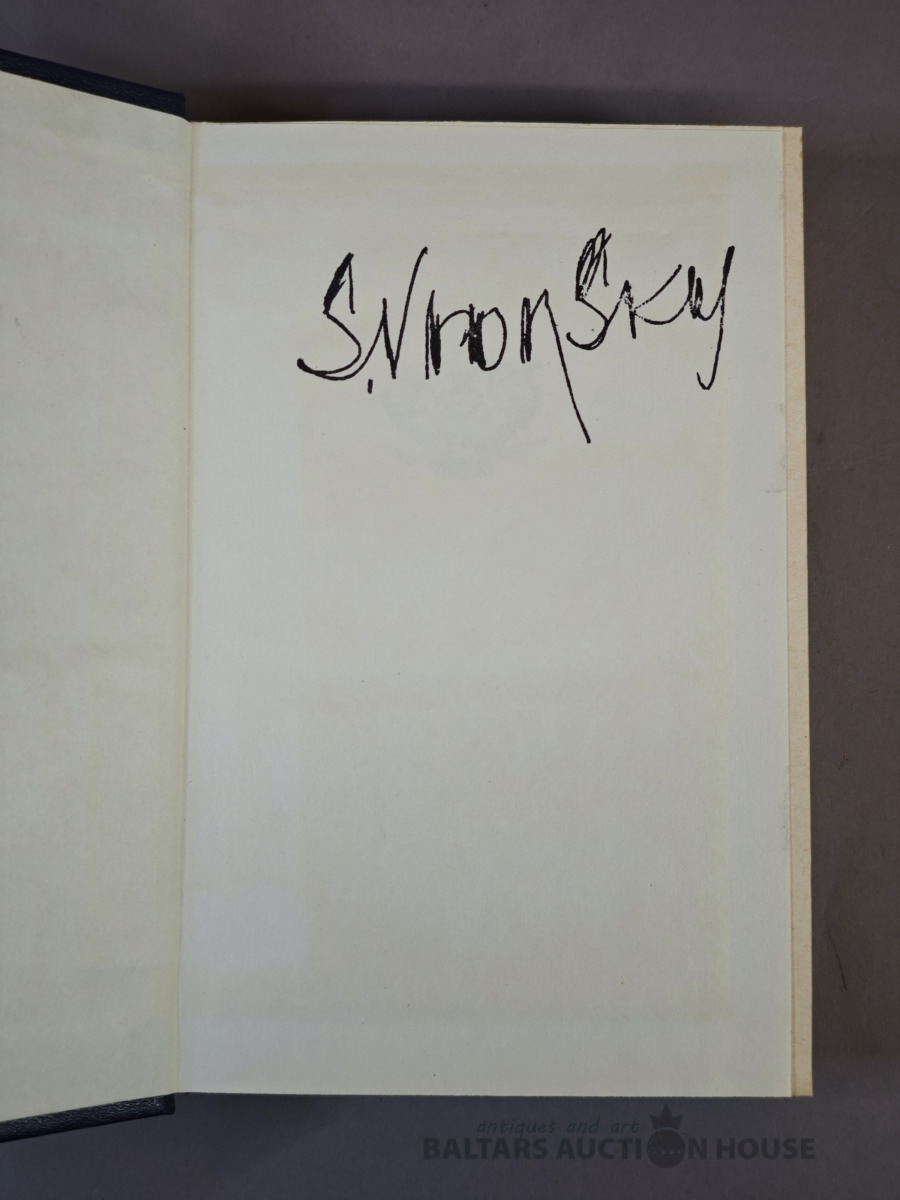 S. Vronsky
antiques and art
BALTARS AUCTION HOUSE